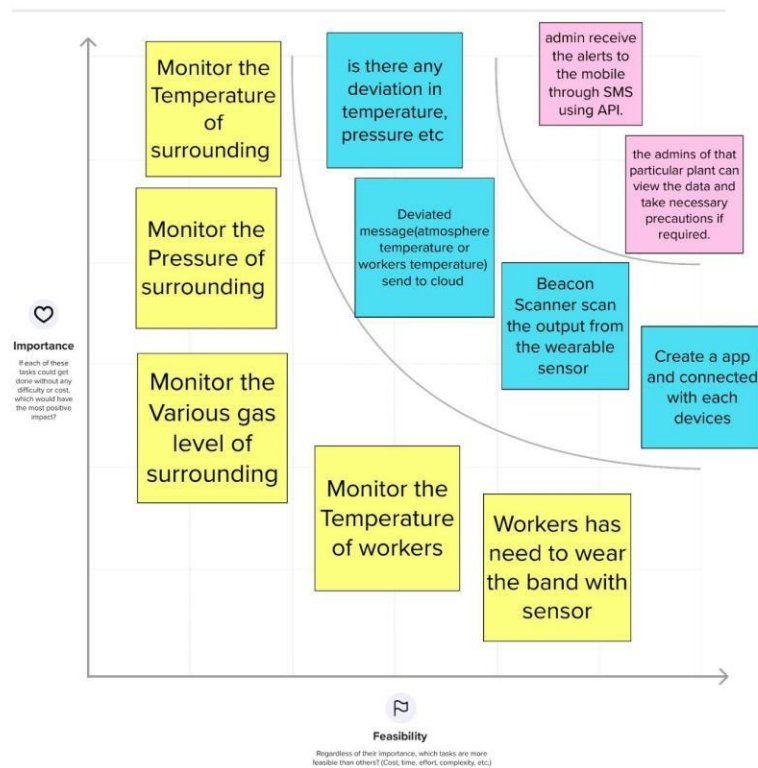 Monitor the
Temperature
of
surrounding
is there any
deviation in
temperature,
pressure etc
admin receive
the alerts to
the mobile
through SMS
using API.
the admins of that
particular plant can
view the data and
take necessary
precautions if
required.
Monitor the
Pressure of
surrounding
Deviated
message(atmosphere
temperature or
workers temperature)
send to cloud
Beacon
Scanner scan
the output from
the wearable
sensor
Create a app
and connected
with each
devices
Importance
If each of these
tasks could get
done without any
difficulty or cost,
which would have
the most positive
impact?
Monitor the
Various gas
level of
surrounding
Monitor the
Temperature
of workers
Workers has
need to wear
the band with
sensor
Feasibility
Regardless of their importance, which tasks are more
feasible than others? (Cost, time, effort, complexity, etc.)